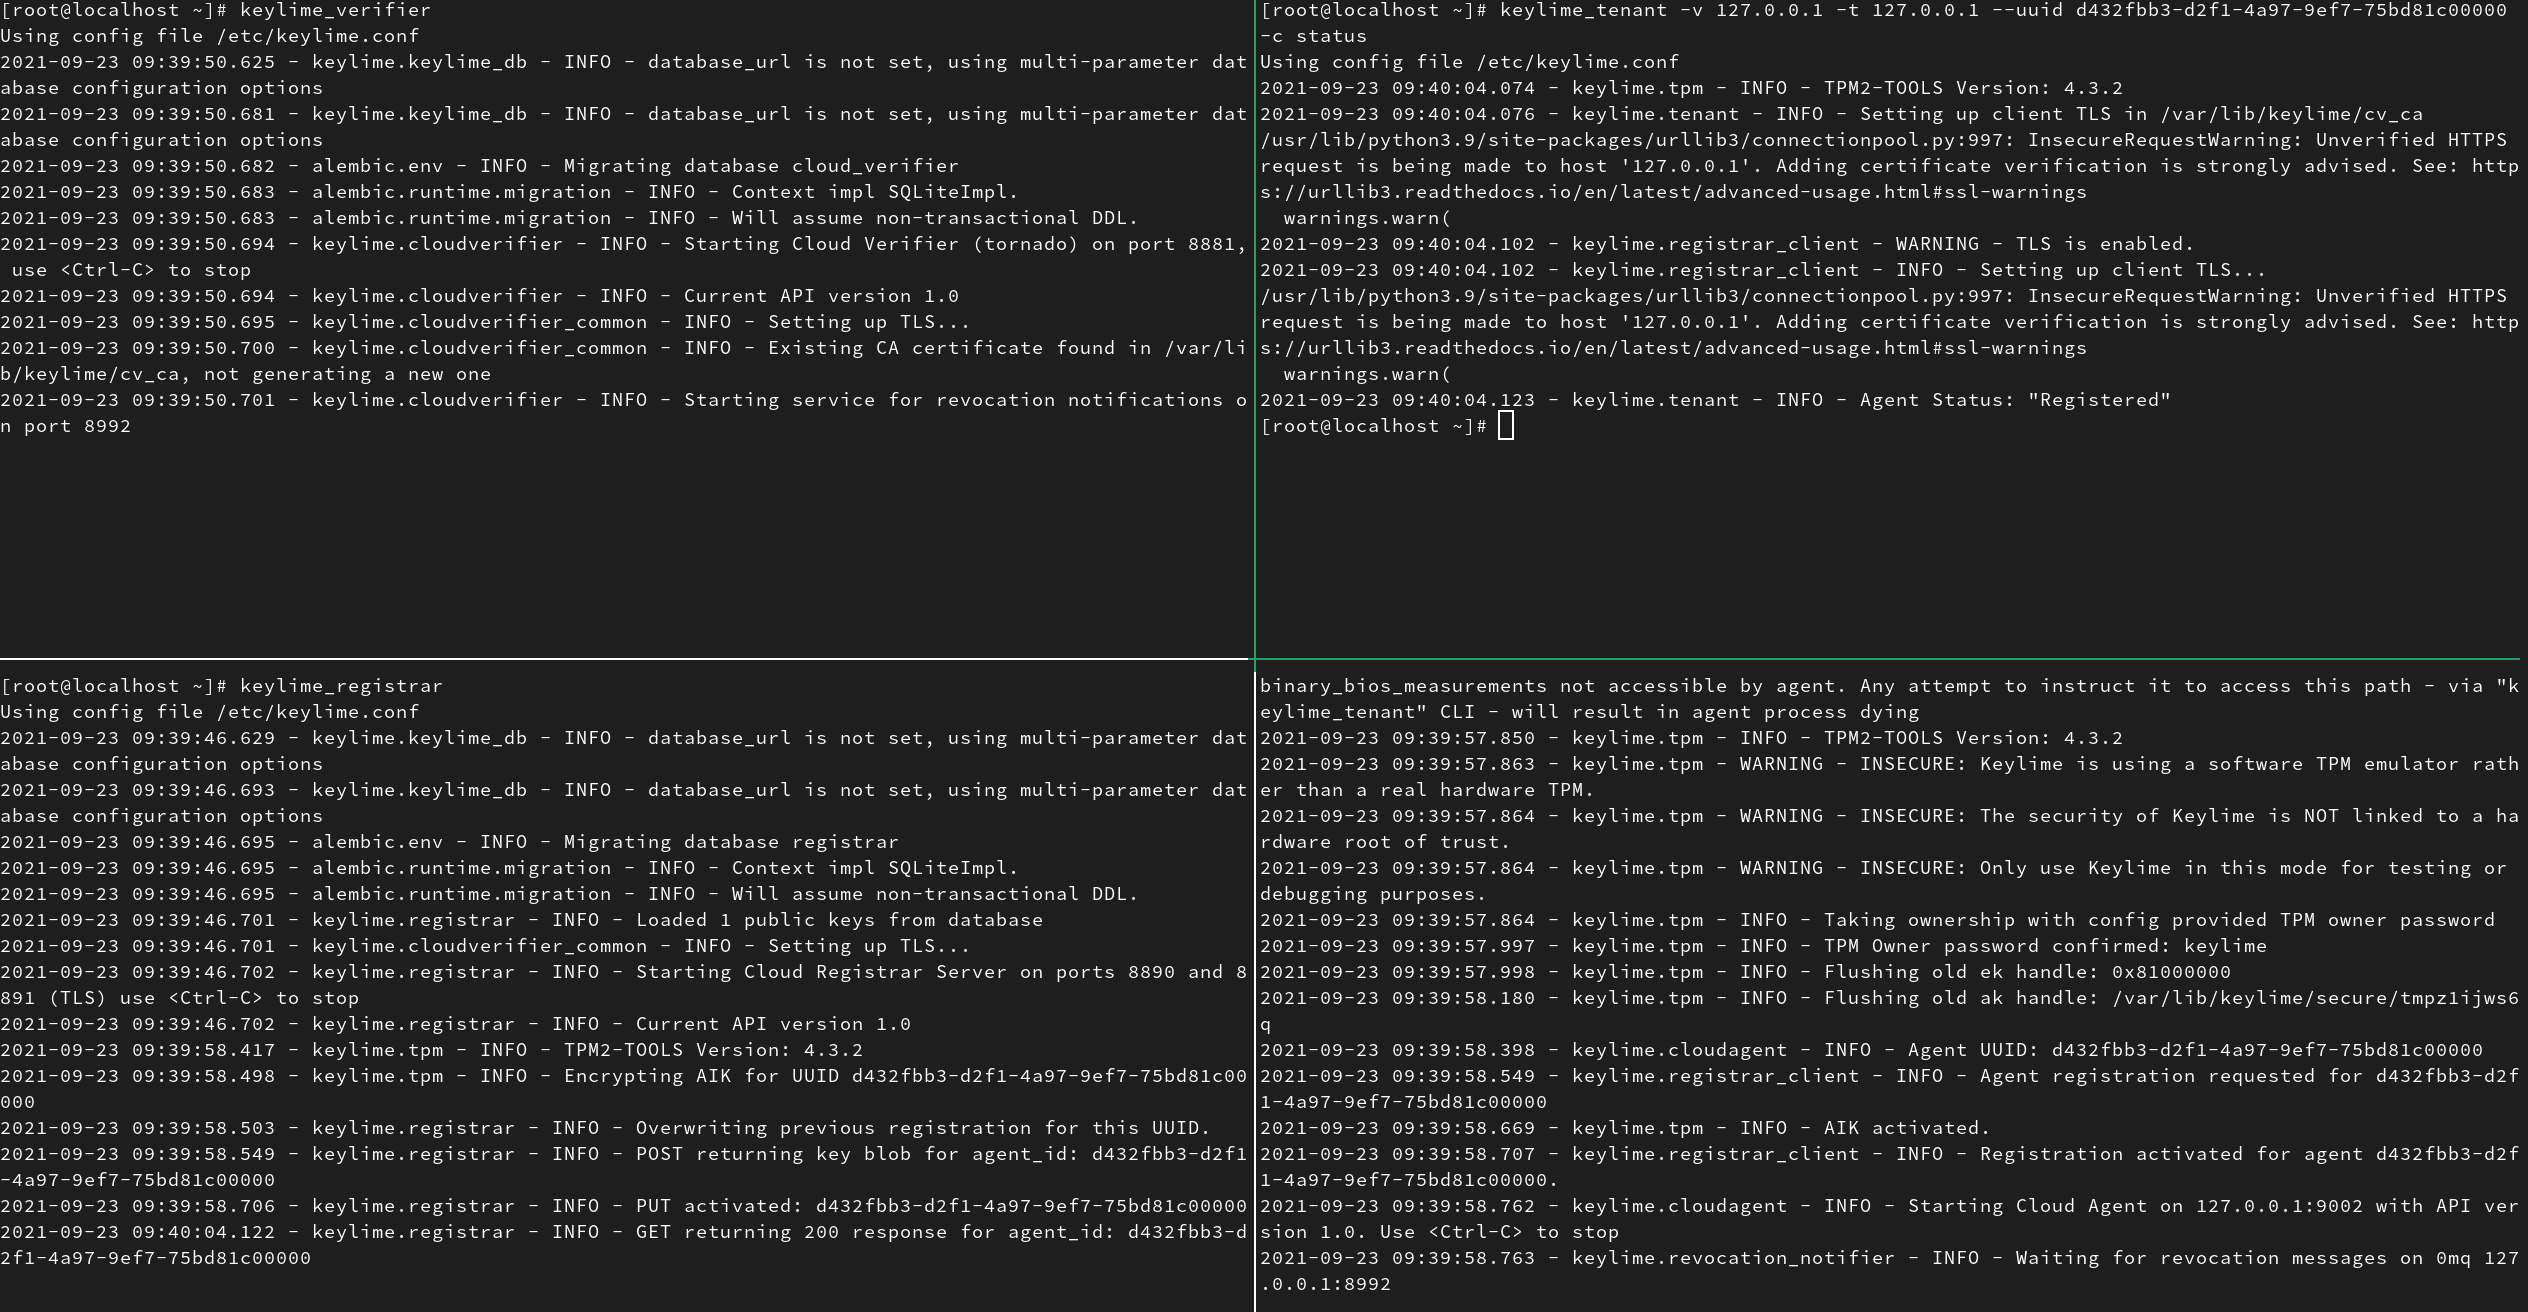 [root@localhost ~]# keylime_verifier
Using config file /etc/keylime.conf
2021-09-23 09:39:50.625 - keylime.keylime_db - INFO - database_url is not set, using multi-parameter dat
abase configuration options
2021-09-23 09:39:50.681 - keylime.keylime_db - INFO - database_url is not set, using multi-parameter dat
abase configuration options
2021-09-23 09:39:50.682 - alembic.env - INFO - Migrating database cloud_verifier
2021-09-23 09:39:50.683 - alembic.runtime.migration - INFO - Context impl SQLiteImpl.
2021-09-23 09:39:50.683 - alembic.runtime.migration - INFO - Will assume non-transactional DDL.
2021-09-23 09:39:50.694 - keylime.cloudverifier - INFO - Starting Cloud Verifier (tornado) on port 8881,
 use <Ctrl-C> to stop
2021-09-23 09:39:50.694 - keylime.cloudverifier - INFO - Current API version 1.0
2021-09-23 09:39:50.695 - keylime.cloudverifier_common - INFO - Setting up TLS...
2021-09-23 09:39:50.700 - keylime.cloudverifier_common - INFO - Existing CA certificate found in /var/li
b/keylime/cv_ca, not generating a new one
2021-09-23 09:39:50.701 - keylime.cloudverifier - INFO - Starting service for revocation notifications o
n port 8992
[root@localhost ~]# keylime_tenant -v 127.0.0.1 -t 127.0.0.1 --uuid d432fbb3-d2f1-4a97-9ef7-75bd81c00000
-c status
Using config file /etc/keylime.conf
2021-09-23 09:40:04.074 - keylime.tpm - INFO - TPM2-TOOLS Version: 4.3.2
2021-09-23 09:40:04.076 - keylime.tenant - INFO - Setting up client TLS in /var/lib/keylime/cv_ca
/usr/lib/python3.9/site-packages/urllib3/connectionpool.py:997: InsecureRequestWarning: Unverified HTTPS
request is being made to host '127.0.0.1'. Adding certificate verification is strongly advised. See: http
s://urllib3.readthedocs.io/en/latest/advanced-usage.html#ssl-warnings
  warnings.warn(
2021-09-23 09:40:04.102 - keylime.registrar_client - WARNING - TLS is enabled.
2021-09-23 09:40:04.102 - keylime.registrar_client - INFO - Setting up client TLS...
/usr/lib/python3.9/site-packages/urllib3/connectionpool.py:997: InsecureRequestWarning: Unverified HTTPS
request is being made to host '127.0.0.1'. Adding certificate verification is strongly advised. See: http
s://urllib3.readthedocs.io/en/latest/advanced-usage.html#ssl-warnings
  warnings.warn(
2021-09-23 09:40:04.123 - keylime.tenant - INFO - Agent Status: "Registered"
[root@localhost ~]#
[root@localhost ~]# keylime_registrar
Using config file /etc/keylime.conf
2021-09-23 09:39:46.629 - keylime.keylime_db - INFO - database_url is not set, using multi-parameter dat
abase configuration options
2021-09-23 09:39:46.693 - keylime.keylime_db - INFO - database_url is not set, using multi-parameter dat
abase configuration options
2021-09-23 09:39:46.695 - alembic.env - INFO - Migrating database registrar
2021-09-23 09:39:46.695 - alembic.runtime.migration - INFO - Context impl SQLiteImpl.
2021-09-23 09:39:46.695 - alembic.runtime.migration - INFO - Will assume non-transactional DDL.
2021-09-23 09:39:46.701 - keylime.registrar - INFO - Loaded 1 public keys from database
2021-09-23 09:39:46.701 - keylime.cloudverifier_common - INFO - Setting up TLS...
2021-09-23 09:39:46.702 - keylime.registrar - INFO - Starting Cloud Registrar Server on ports 8890 and 8
891 (TLS) use <Ctrl-C> to stop
2021-09-23 09:39:46.702 - keylime.registrar - INFO - Current API version 1.0
2021-09-23 09:39:58.417 - keylime.tpm - INFO - TPM2-TOOLS Version: 4.3.2
2021-09-23 09:39:58.498 - keylime.tpm - INFO - Encrypting AIK for UUID d432fbb3-d2f1-4a97-9ef7-75bd81c00
000
2021-09-23 09:39:58.503 - keylime.registrar - INFO - Overwriting previous registration for this UUID.
2021-09-23 09:39:58.549 - keylime.registrar - INFO - POST returning key blob for agent_id: d432fbb3-d2f1
-4a97-9ef7-75bd81c00000
2021-09-23 09:39:58.706 - keylime.registrar - INFO - PUT activated: d432fbb3-d2f1-4a97-9ef7-75bd81c00000
2021-09-23 09:40:04.122 - keylime.registrar - INFO - GET returning 200 response for agent_id: d432fbb3-d
2f1-4a97-9ef7-75bd81c00000
binary_bios_measurements not accessible by agent. Any attempt to instruct it to access this path - via "k
eylime_tenant" CLI - will result in agent process dying
2021-09-23 09:39:57.850 - keylime.tpm - INFO - TPM2-TOOLS Version: 4.3.2
2021-09-23 09:39:57.863 - keylime.tpm - WARNING - INSECURE: Keylime is using a software TPM emulator rath
er than a real hardware TPM.
2021-09-23 09:39:57.864 - keylime.tpm - WARNING - INSECURE: The security of Keylime is NOT linked to a ha
rdware root of trust.
2021-09-23 09:39:57.864 - keylime.tpm - WARNING - INSECURE: Only use Keylime in this mode for testing or
debugging purposes.
2021-09-23 09:39:57.864 - keylime.tpm - INFO - Taking ownership with config provided TPM owner password
2021-09-23 09:39:57.997 - keylime.tpm - INFO - TPM Owner password confirmed: keylime
2021-09-23 09:39:57.998 - keylime.tpm - INFO - Flushing old ek handle: 0x81000000
2021-09-23 09:39:58.180 - keylime.tpm - INFO - Flushing old ak handle: /var/lib/keylime/secure/tmpz1ijws6
q
2021-09-23 09:39:58.398 - keylime.cloudagent - INFO - Agent UUID: d432fbb3-d2f1-4a97-9ef7-75bd81c00000
2021-09-23 09:39:58.549 - keylime.registrar_client - INFO - Agent registration requested for d432fbb3-d2f
1-4a97-9ef7-75bd81c00000
2021-09-23 09:39:58.669 - keylime.tpm - INFO - AIK activated.
2021-09-23 09:39:58.707 - keylime.registrar_client - INFO - Registration activated for agent d432fbb3-d2f
1-4a97-9ef7-75bd81c00000.
2021-09-23 09:39:58.762 - keylime.cloudagent - INFO - Starting Cloud Agent on 127.0.0.1:9002 with API ver
sion 1.0. Use <Ctrl-C> to stop
2021-09-23 09:39:58.763 - keylime.revocation_notifier - INFO - Waiting for revocation messages on 0mq 127
.0.0.1:8992